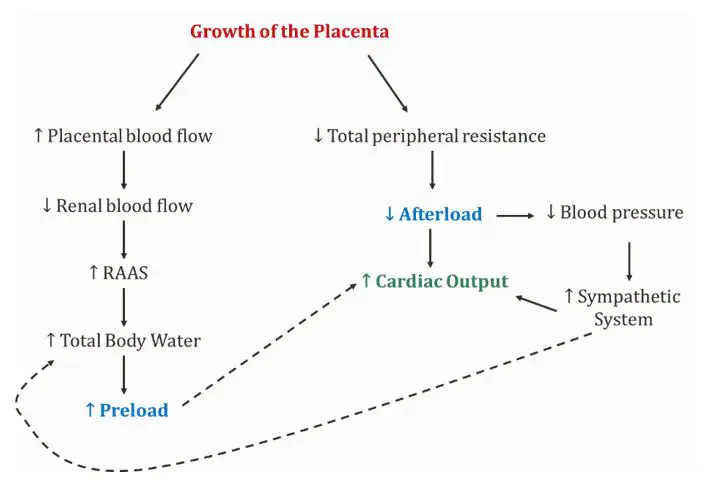 Growth of the Placenta
↑ Placental blood flow
↓ Total peripheral resistance
↓ Renal blood flow
↓ Afterload
↓ Blood pressure
↑ RAAS
↑ Cardiac Output
↑ Sympathetic
System
↑ Total Body Water
↑ Preload